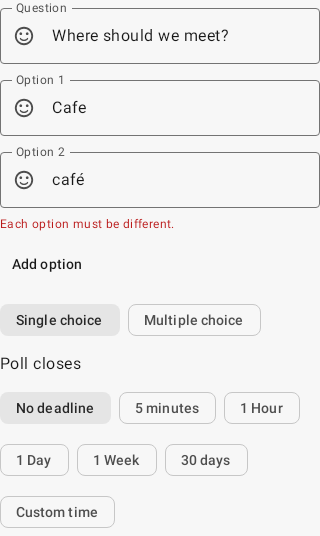 Question
Where should we meet?
Option 1
Cafe
Option 2
café
Each option must be different.
Add option
Single choice
Multiple choice
Poll closes
No deadline
5 minutes
1 Hour
1 Day
1 Week
30 days
Custom time